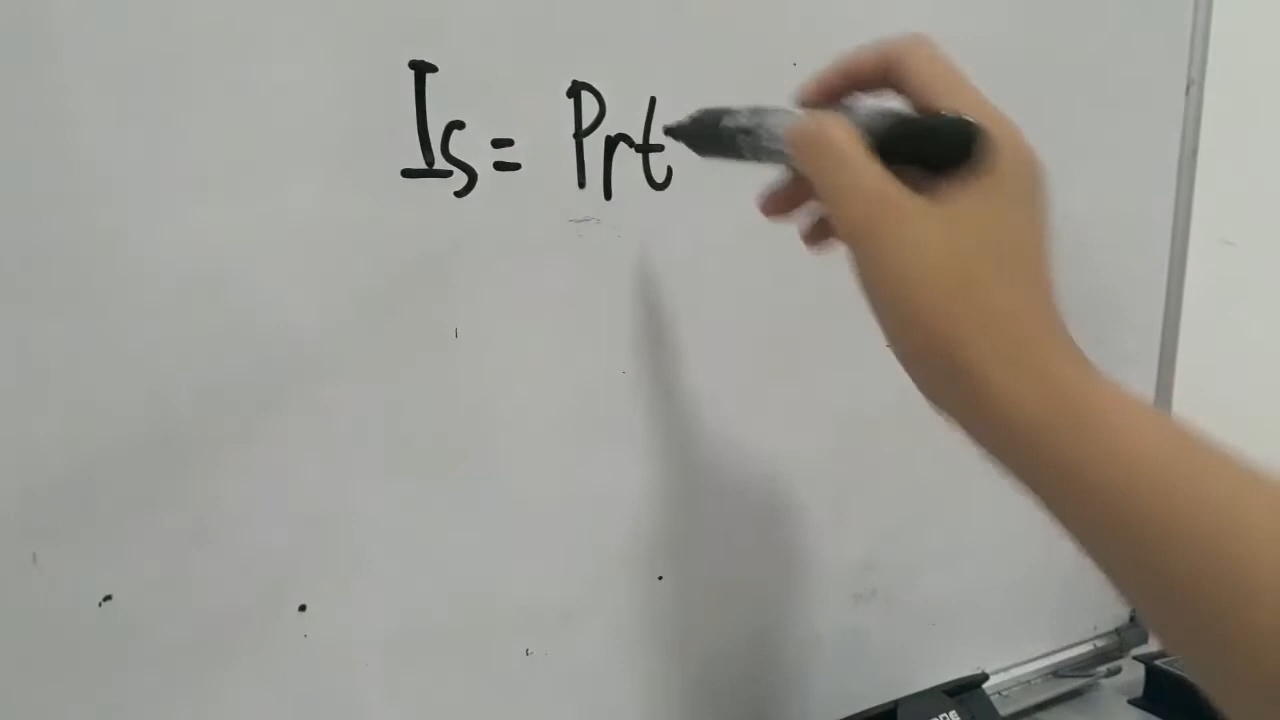 Is = Prt